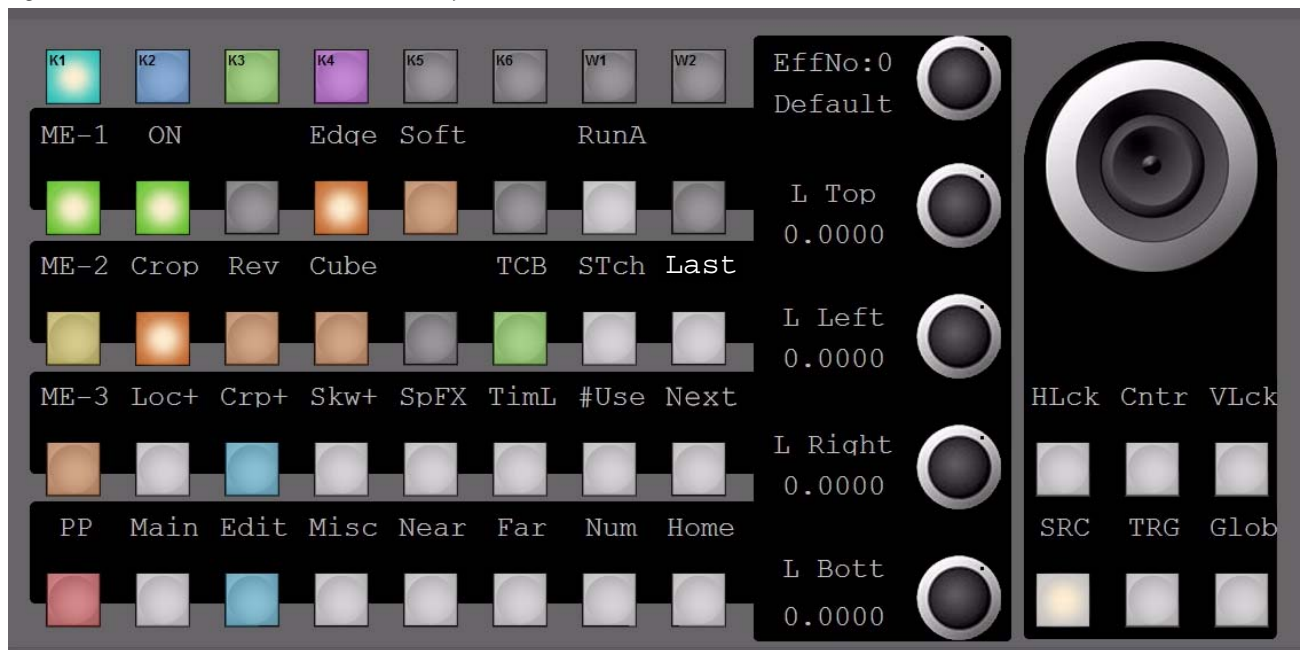 K1 K2 K3 K4 K5 K6 W1 W2 EffNo:0
Default
ME-1 ON Edge Soft RunA
L Top
0.0000
ME-2 Crop Rev Cube TCB STch Last
L Left
0.0000
ME-3 Loc+ Crp+ Skw+ SpFX TimL #Use Next HLck Cntr VLck
L Right
0.0000
PP Main Edit Misc Near Far Num Home SRC TRG Glob
L Bott
0.0000